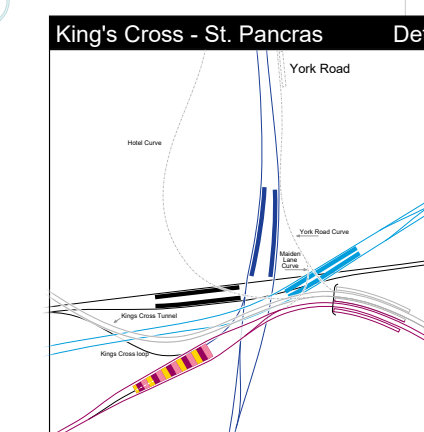 King's Cross - St. Pancras
De
York Road
Hotel Curve
York Road Curve
Maiden
Lane
Curve
Kings Cross Tunnel
Kings Cross loop